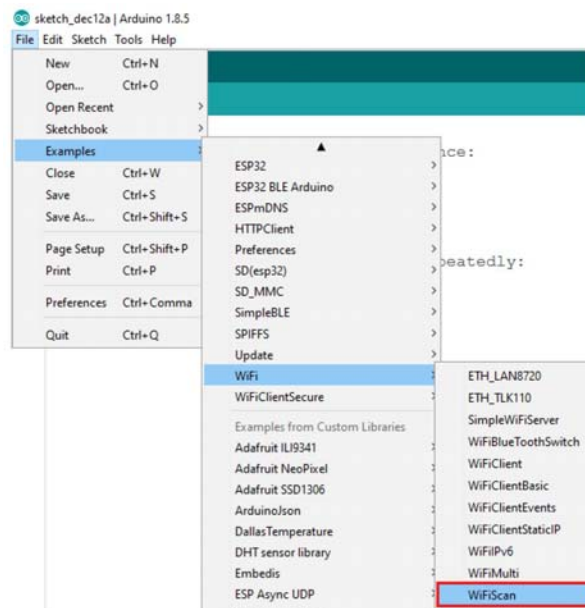 sketch_dec12a | Arduino 1.8.5
File Edit Sketch Tools Help
New Ctrl+N
Open... Ctrl+O
Open Recent
Sketchbook
Examples
Close Ctrl+W
Save Ctrl+S
Save As... Ctrl+Shift+S
Page Setup Ctrl+Shift+P
Print Ctrl+P
Preferences Ctrl+Comma
Quit Ctrl+Q
nce:
peatedly:
ESP32
ESP32 BLE Arduino
ESPmDNS
HTTPClient
Preferences
SD(esp32)
SD_MMC
SimpleBLE
SPIFFS
Update
WiFi
WiFiClientSecure
Examples from Custom Libraries
Adafruit ILI9341
Adafruit NeoPixel
Adafruit SSD1306
ArduinoJson
DallasTemperature
DHT sensor library
Embedis
ESP Async UDP
ETH_LAN8720
ETH_TLK110
SimpleWiFiServer
WiFiBlueToothSwitch
WiFiClient
WiFiClientBasic
WiFiClientEvents
WiFiClientStaticIP
WiFiIPv6
WiFiMulti
WiFiScan